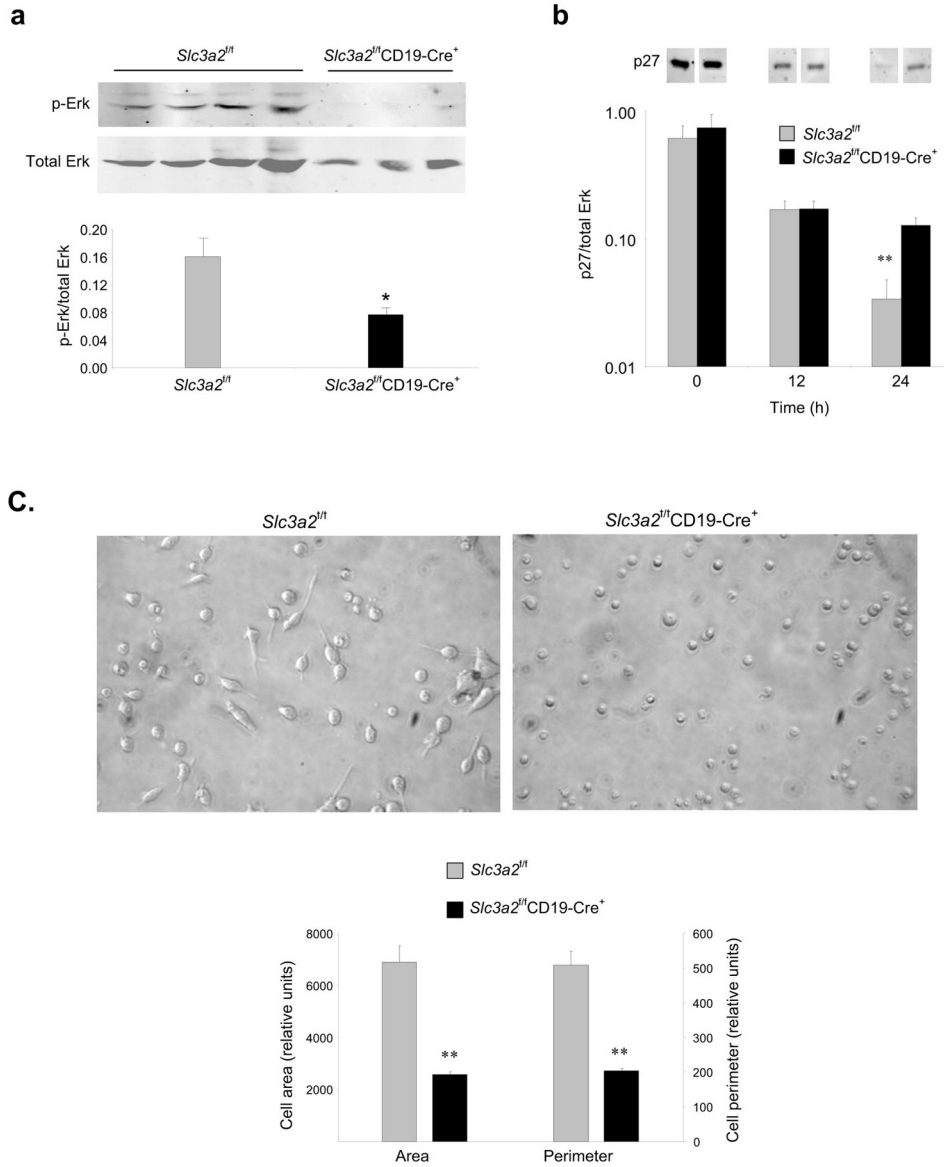 a
Slc3a2f/f
Slc3a2f/fCD19-Cre+
p-Erk
Total Erk
p-Erk/total Erk
0.20
0.16
0.12
0.08
0.04
0.00
*
Slc3a2f/f
Slc3a2f/fCD19-Cre+
b
p27
p27/total Erk
1.00
0.10
0.01
Slc3a2f/f
Slc3a2f/fCD19-Cre+
**
0 12 24
Time (h)
C.
Slc3a2f/f
Slc3a2f/fCD19-Cre+
Slc3a2f/f
Slc3a2f/fCD19-Cre+
Cell area (relative units)
8000
6000
4000
2000
**
**
Area
Perimeter
600
500
400
300
200
100
0
Cell perimeter (relative units)